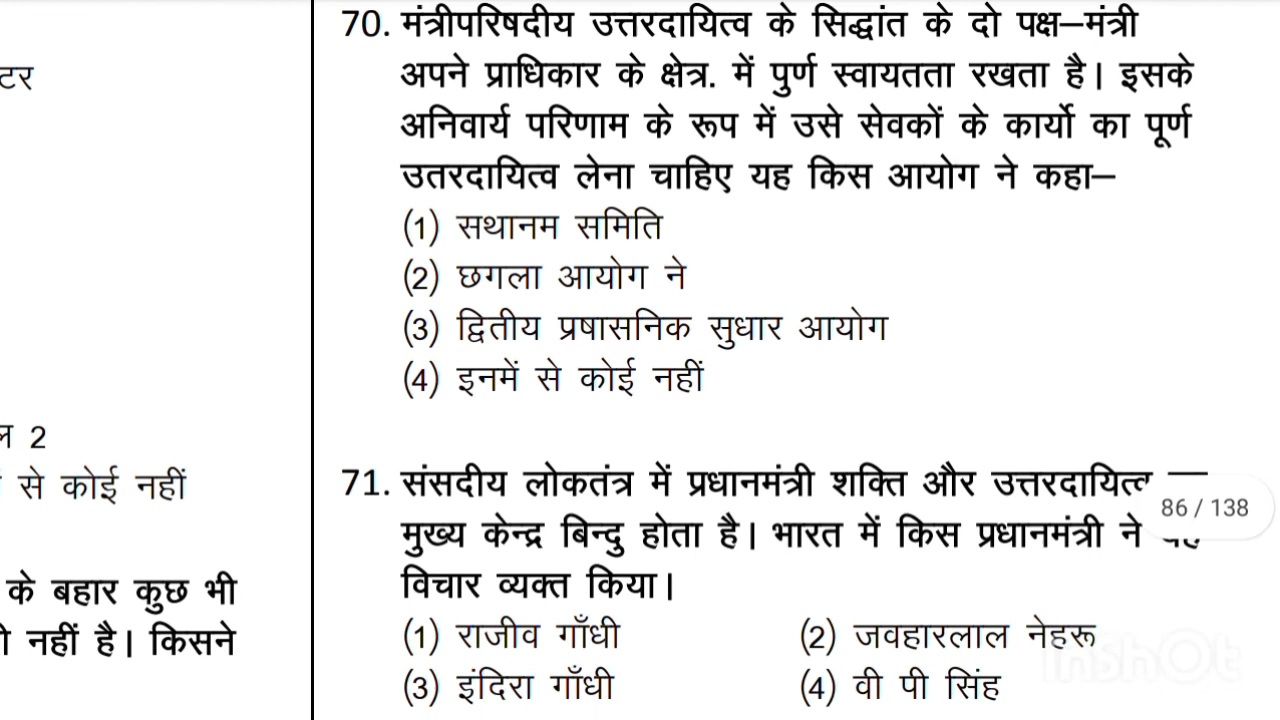 टर
2
से कोई नहीं
के बहार कुछ भी
नहीं है। किसने
70. मंत्रीपरिषदीय उत्तरदायित्व के सिद्धांत के दो पक्ष–मंत्री
अपने प्राधिकार के क्षेत्र. में पुर्ण स्वायतता रखता है। इसके
अनिवार्य परिणाम के रूप में उसे सेवकों के कार्यो का पूर्ण
उतरदायित्व लेना चाहिए यह किस आयोग ने कहा–
(1) सथानम समिति
(2) छगला आयोग ने
(3) द्वितीय प्रषासनिक सुधार आयोग
(4) इनमें से कोई नहीं
71. संसदीय लोकतंत्र में प्रधानमंत्री शक्ति और उत्तरदायित्व
मुख्य केन्द्र बिन्दु होता है। भारत में किस प्रधानमंत्री ने
विचार व्यक्त किया।
(1) राजीव गाँधी (2) जवहारलाल नेहरू
(3) इंदिरा गाँधी (4) वी पी सिंह
86 / 138
InshOt